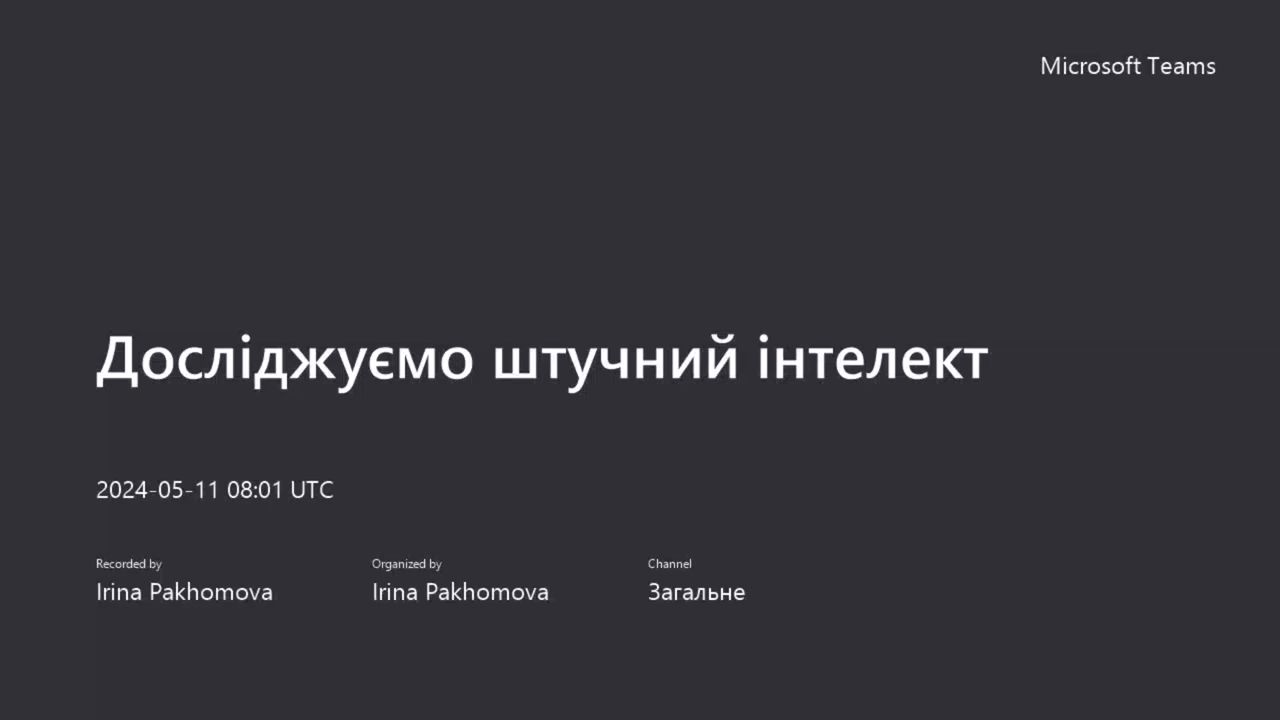 Microsoft Teams
Досліджуємо штучний інтелект
2024-05-11 08:01 UTC
Recorded by
Irina Pakhomova
Organized by
Irina Pakhomova
Channel
Загальне